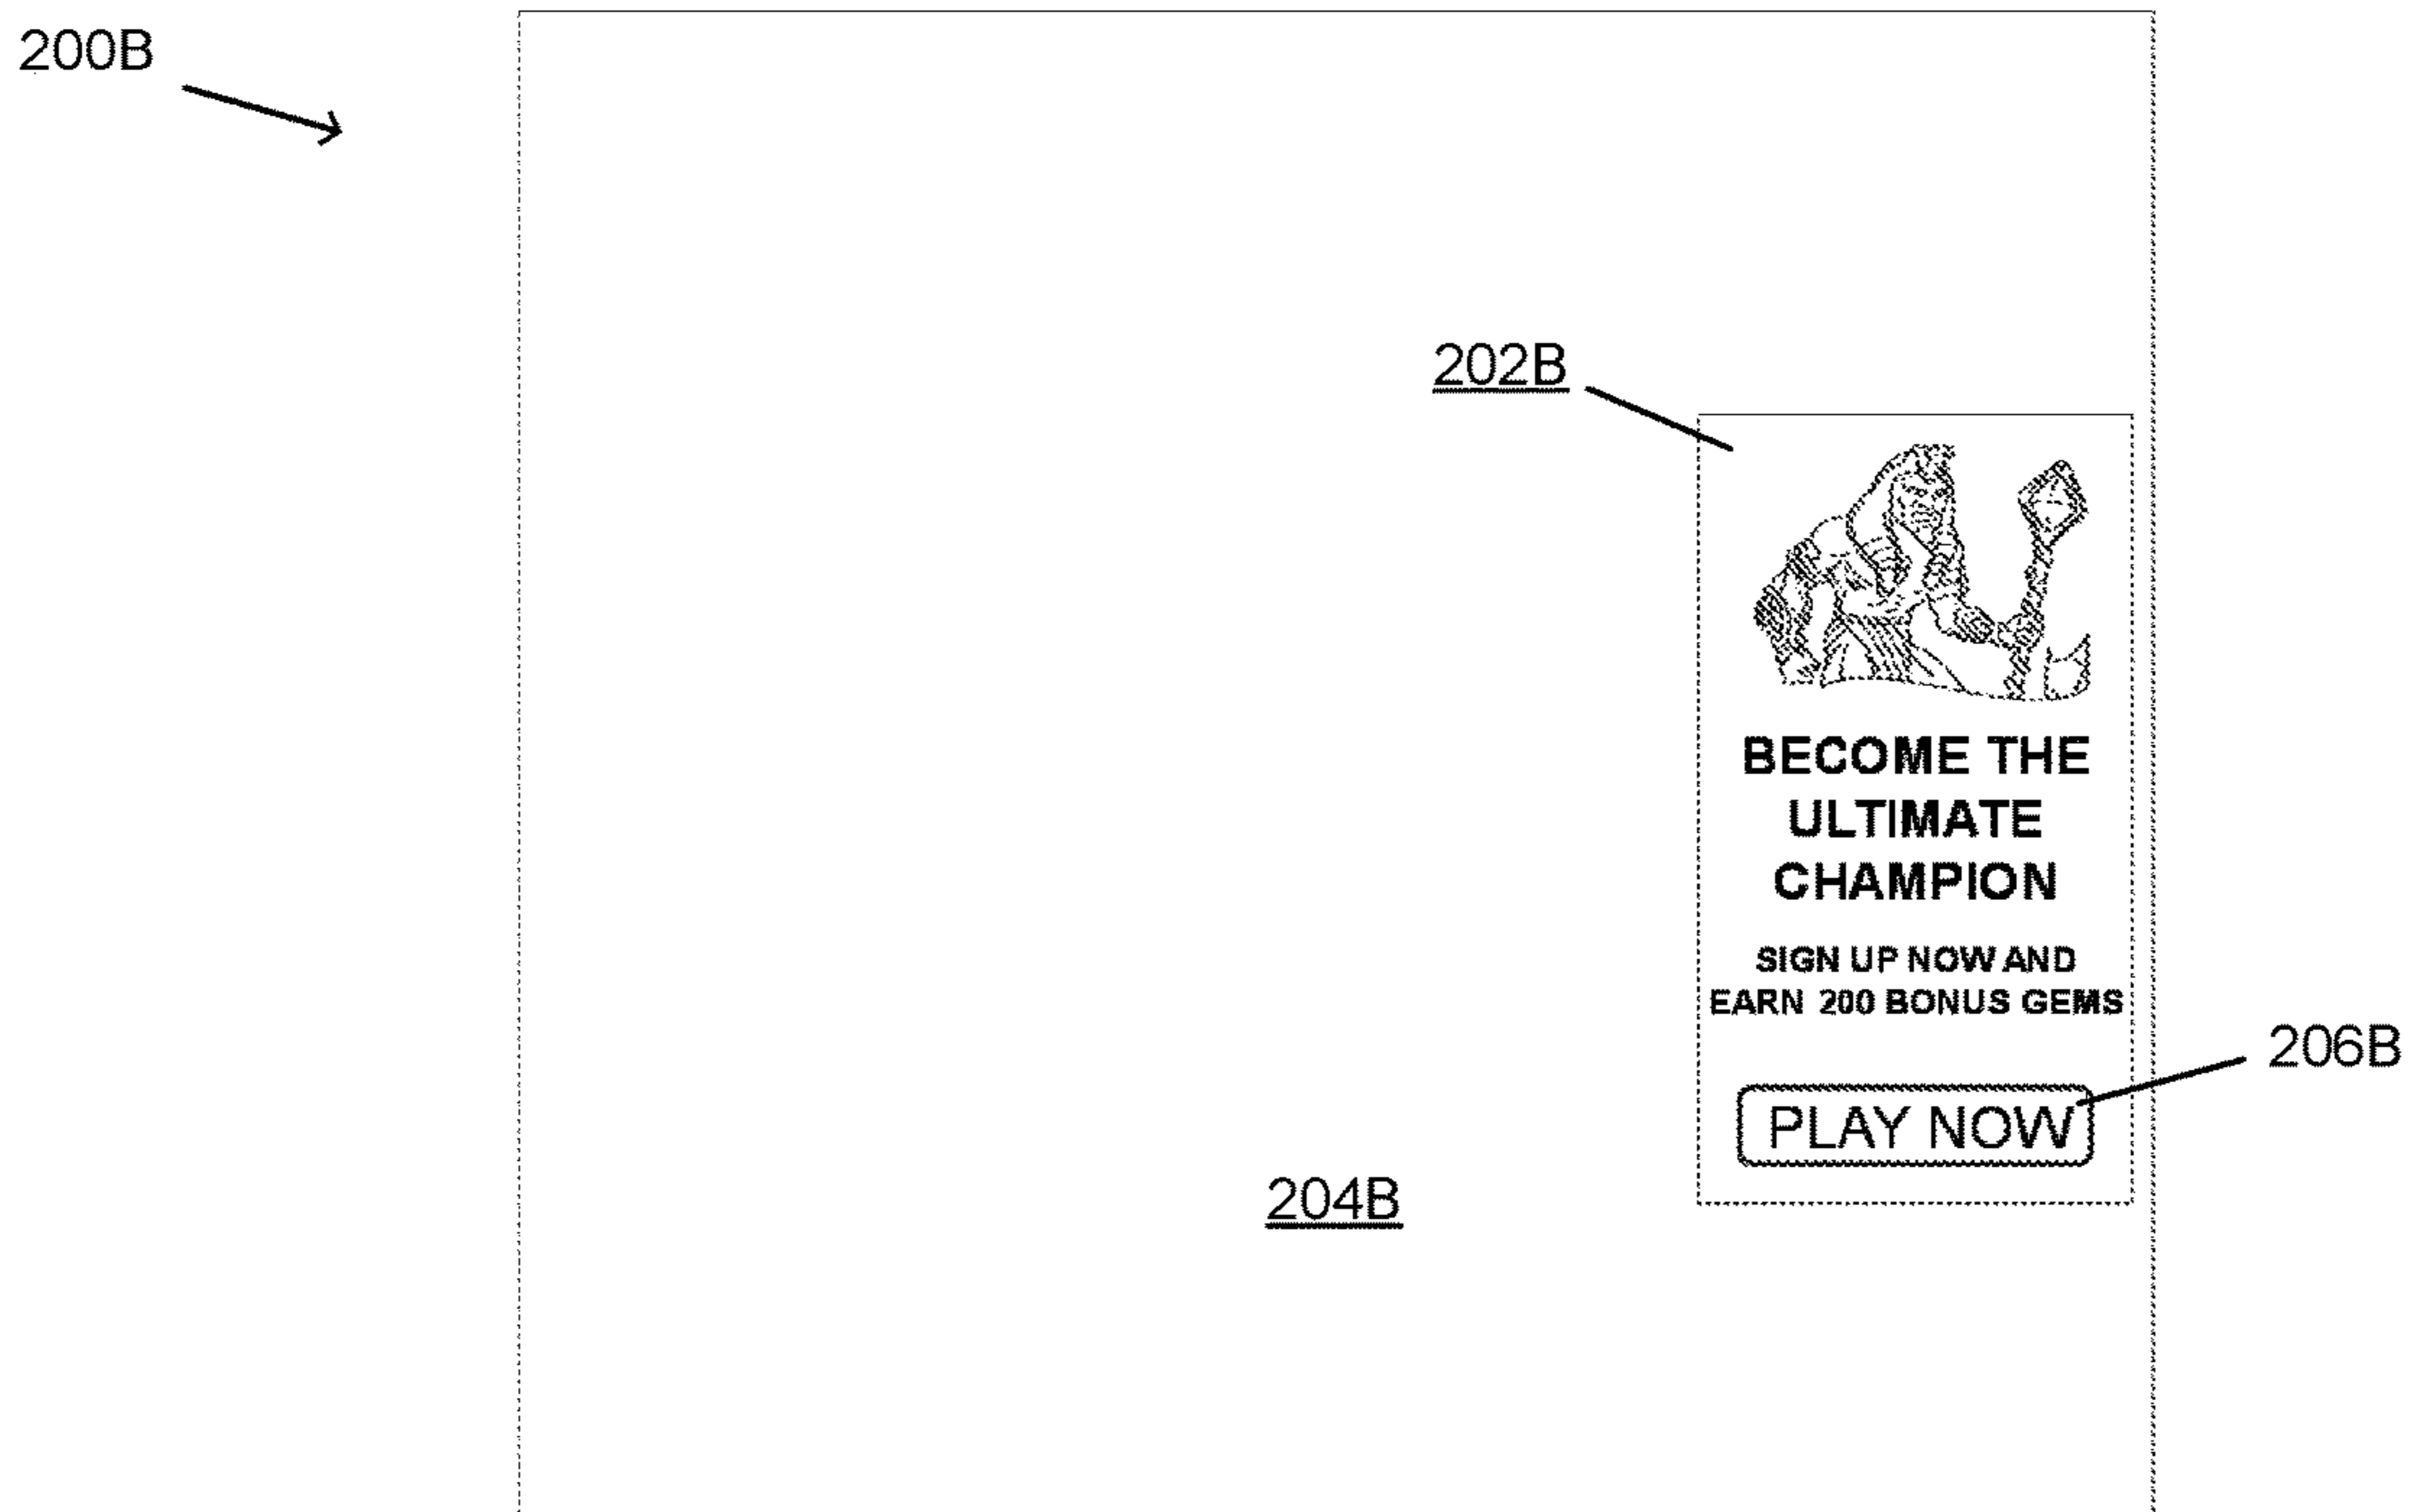 200B
202B
BECOME THE
ULTIMATE
CHAMPION
SIGN UP NOW AND
EARN 200 BONUS GEMS
206B
PLAY NOW
204B